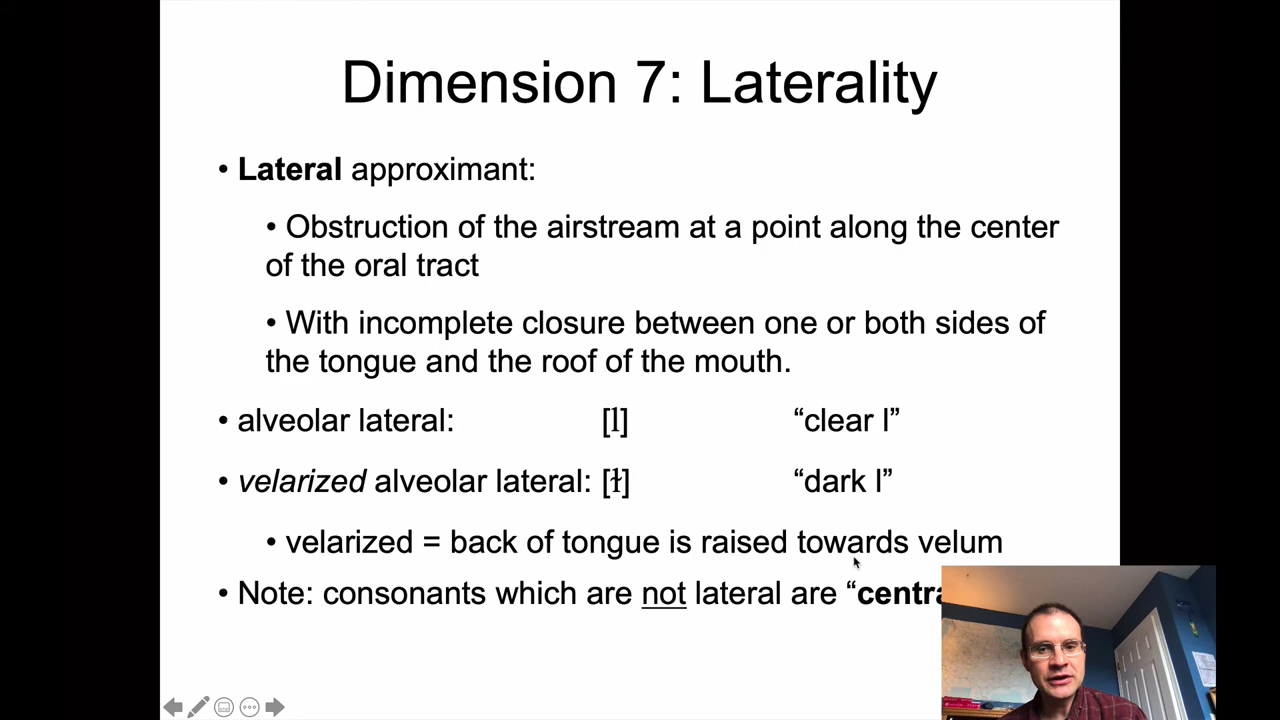 Dimension 7: Laterality
• Lateral approximant:
• Obstruction of the airstream at a point along the center
of the oral tract
• With incomplete closure between one or both sides of
the tongue and the roof of the mouth.
• alveolar lateral: [l] “clear l”
• velarized alveolar lateral: [ɫ] “dark l”
• velarized = back of tongue is raised towards velum
• Note: consonants which are not lateral are